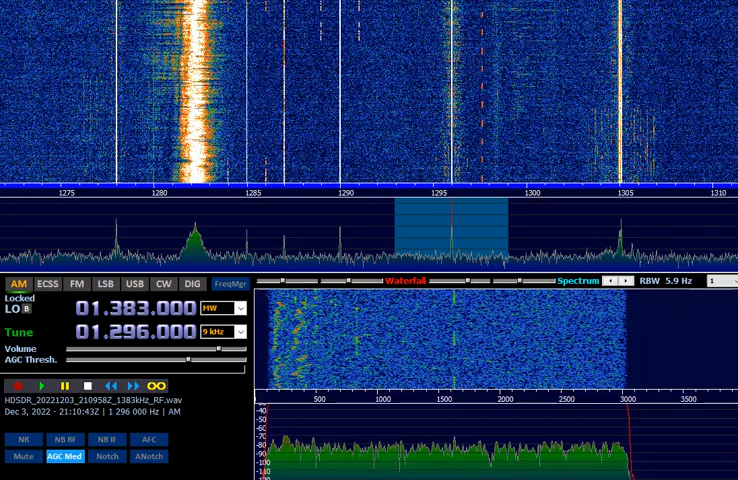 1275 1280 1285 1290 1295 1300 1305 1310
AM ECSS FM LSB USB CW DIG FreqMgr
Waterfall Spectrum RBW 5.9 Hz 1
Locked
LO B 01.383.000 MW
Tune 01.296.000 9 kHz
Volume
AGC Thresh.
HDSDR_20221203_210958Z_1383kHz_RF.wav
Dec 3, 2022 - 21:10:43Z | 1 296 000 Hz | AM
NR NB RF NB IF AFC
Mute AGC Med Notch ANotch
500 1000 1500 2000 2500 3000 3500
-40
-50
-60
-70
-80
-90
-100
-110